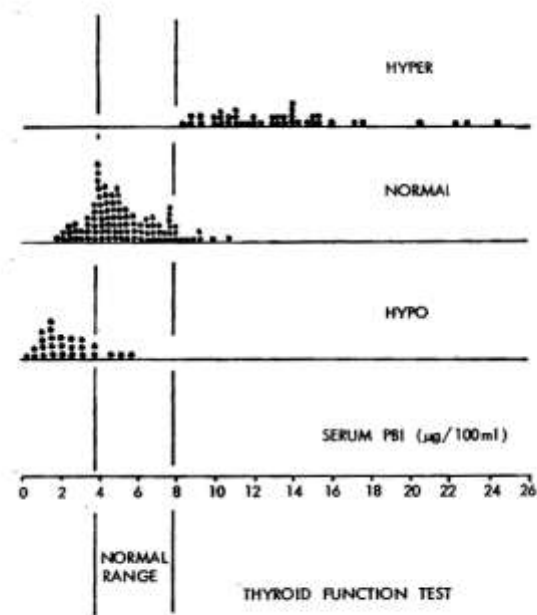 HYPER
NORMAl
HYPO
SERUM PBI (µg/100ml)
0 2 4 6 8 10 12 14 16 18 20 22 24 26
NORMAL
RANGE
THYROID FUNCTION TEST